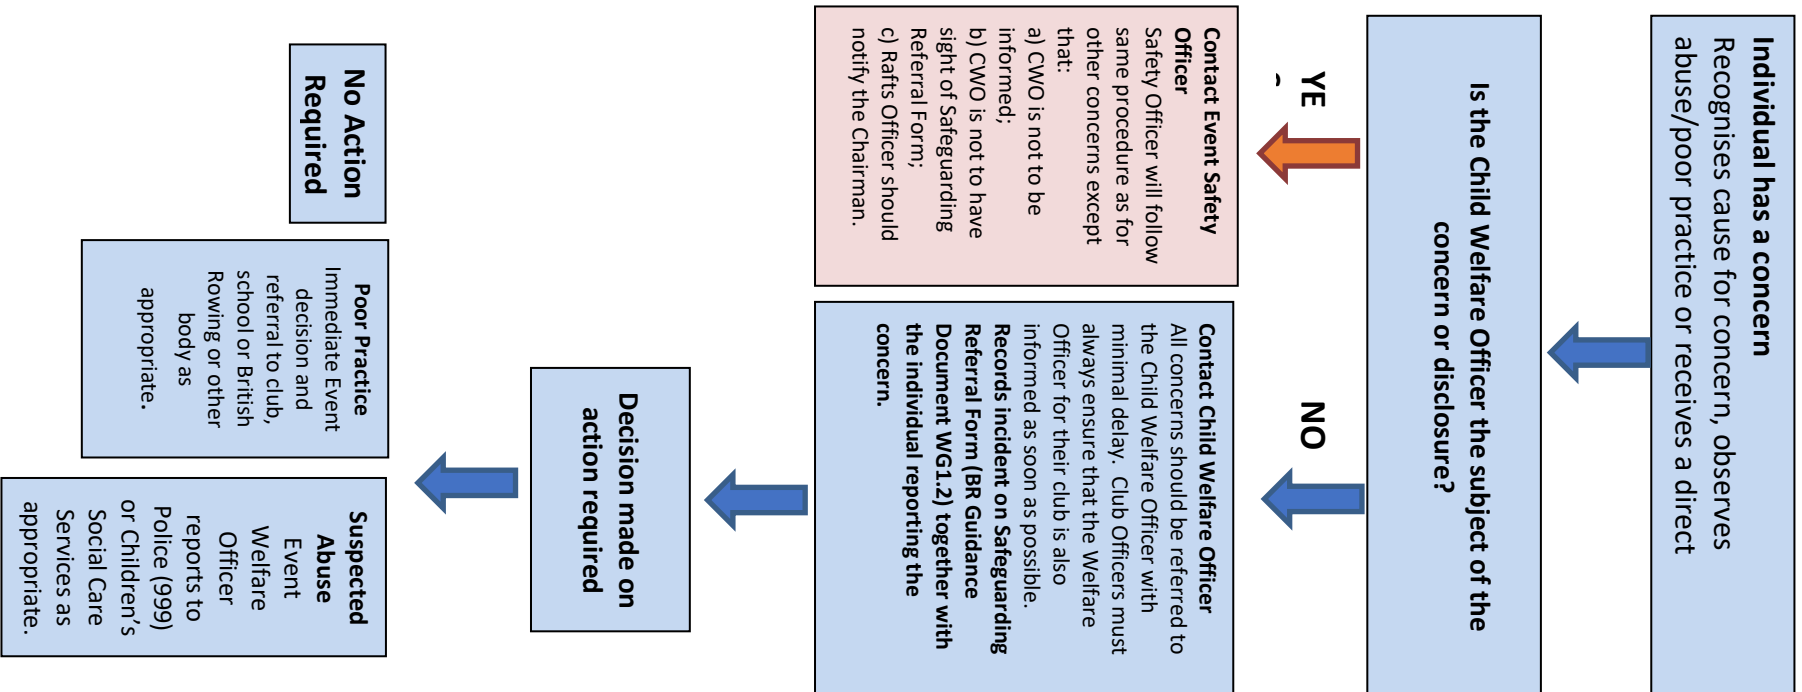 Individual has a concern
Recognises cause for concern, observes
abuse/poor practice or receives a direct
Is the Child Welfare Officer the subject of the
concern or disclosure?
YE
NO
Contact Event Safety
Officer
Safety Officer will follow
same procedure as for
other concerns except
that:
a) CWO is not to be
informed;
b) CWO is not to have
sight of Safeguarding
Referral Form;
c) Rafts Officer should
notify the Chairman.
Contact Child Welfare Officer
All concerns should be referred to
the Child Welfare Officer with
minimal delay. Club Officers must
always ensure that the Welfare
Officer for their club is also
informed as soon as possible.
Records incident on Safeguarding
Referral Form (BR Guidance
Document WG1.2) together with
the individual reporting the
concern.
Decision made on
action required
No Action
Required
Poor Practice
Immediate Event
decision and
referral to club,
school or British
Rowing or other
body as
appropriate.
Suspected
Abuse
Event
Welfare
Officer
reports to
Police (999)
or Children’s
Social Care
Services as
appropriate.